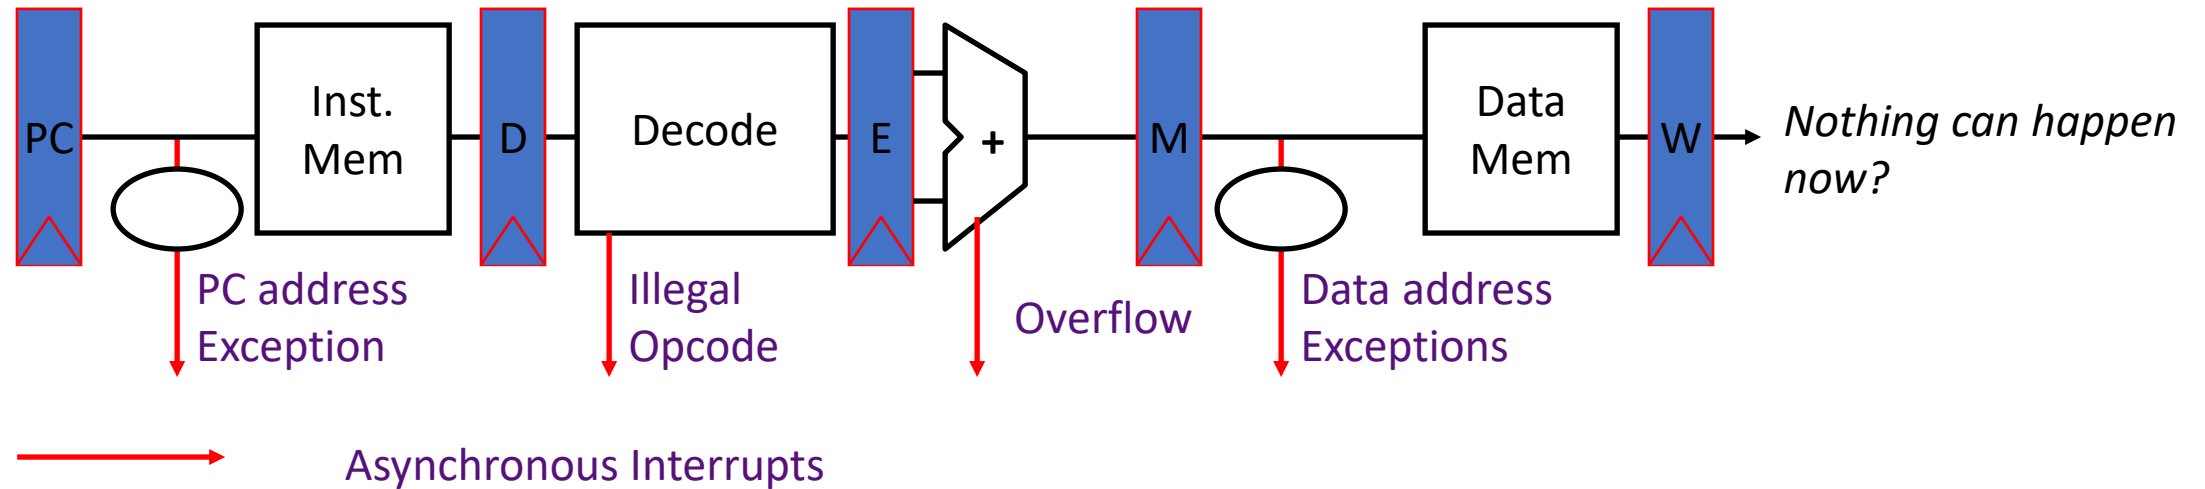 PC
Inst.
Mem
D
Decode
E
+
M
Data
Mem
W
Nothing can happen
now?
PC address
Exception
Illegal
Opcode
Overflow
Data address
Exceptions
Asynchronous Interrupts